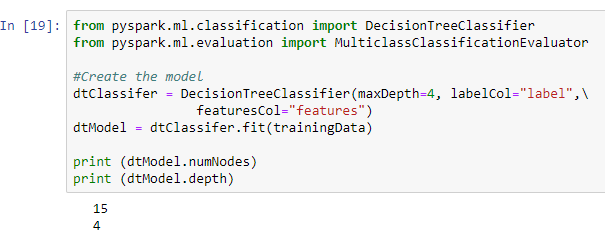 In [19]: from pyspark.ml.classification import DecisionTreeClassifier
from pyspark.ml.evaluation import MulticlassClassificationEvaluator
#Create the model
dtClassifer = DecisionTreeClassifier(maxDepth=4, labelCol="label",\
featuresCol="features")
dtModel = dtClassifer.fit(trainingData)
print (dtModel.numNodes)
print (dtModel.depth)
15
4